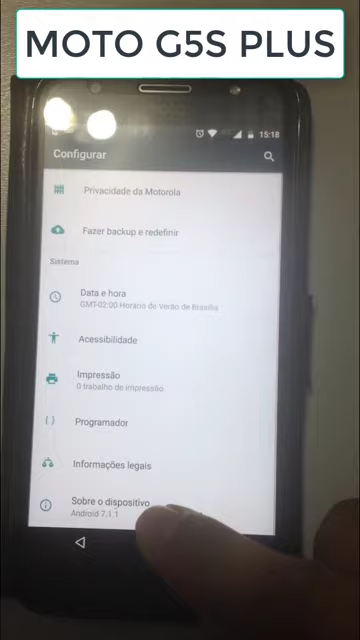 MOTO G5S PLUS
15:18
Configurar
Privacidade da Motorola
Fazer backup e redefinir
Sistema
Data e hora
GMT-02:00 Horário de Verão de Brasília
Acessibilidade
Impressão
0 trabalho de impressão
Programador
Informações legais
Sobre o dispositivo
Android 7.1.1